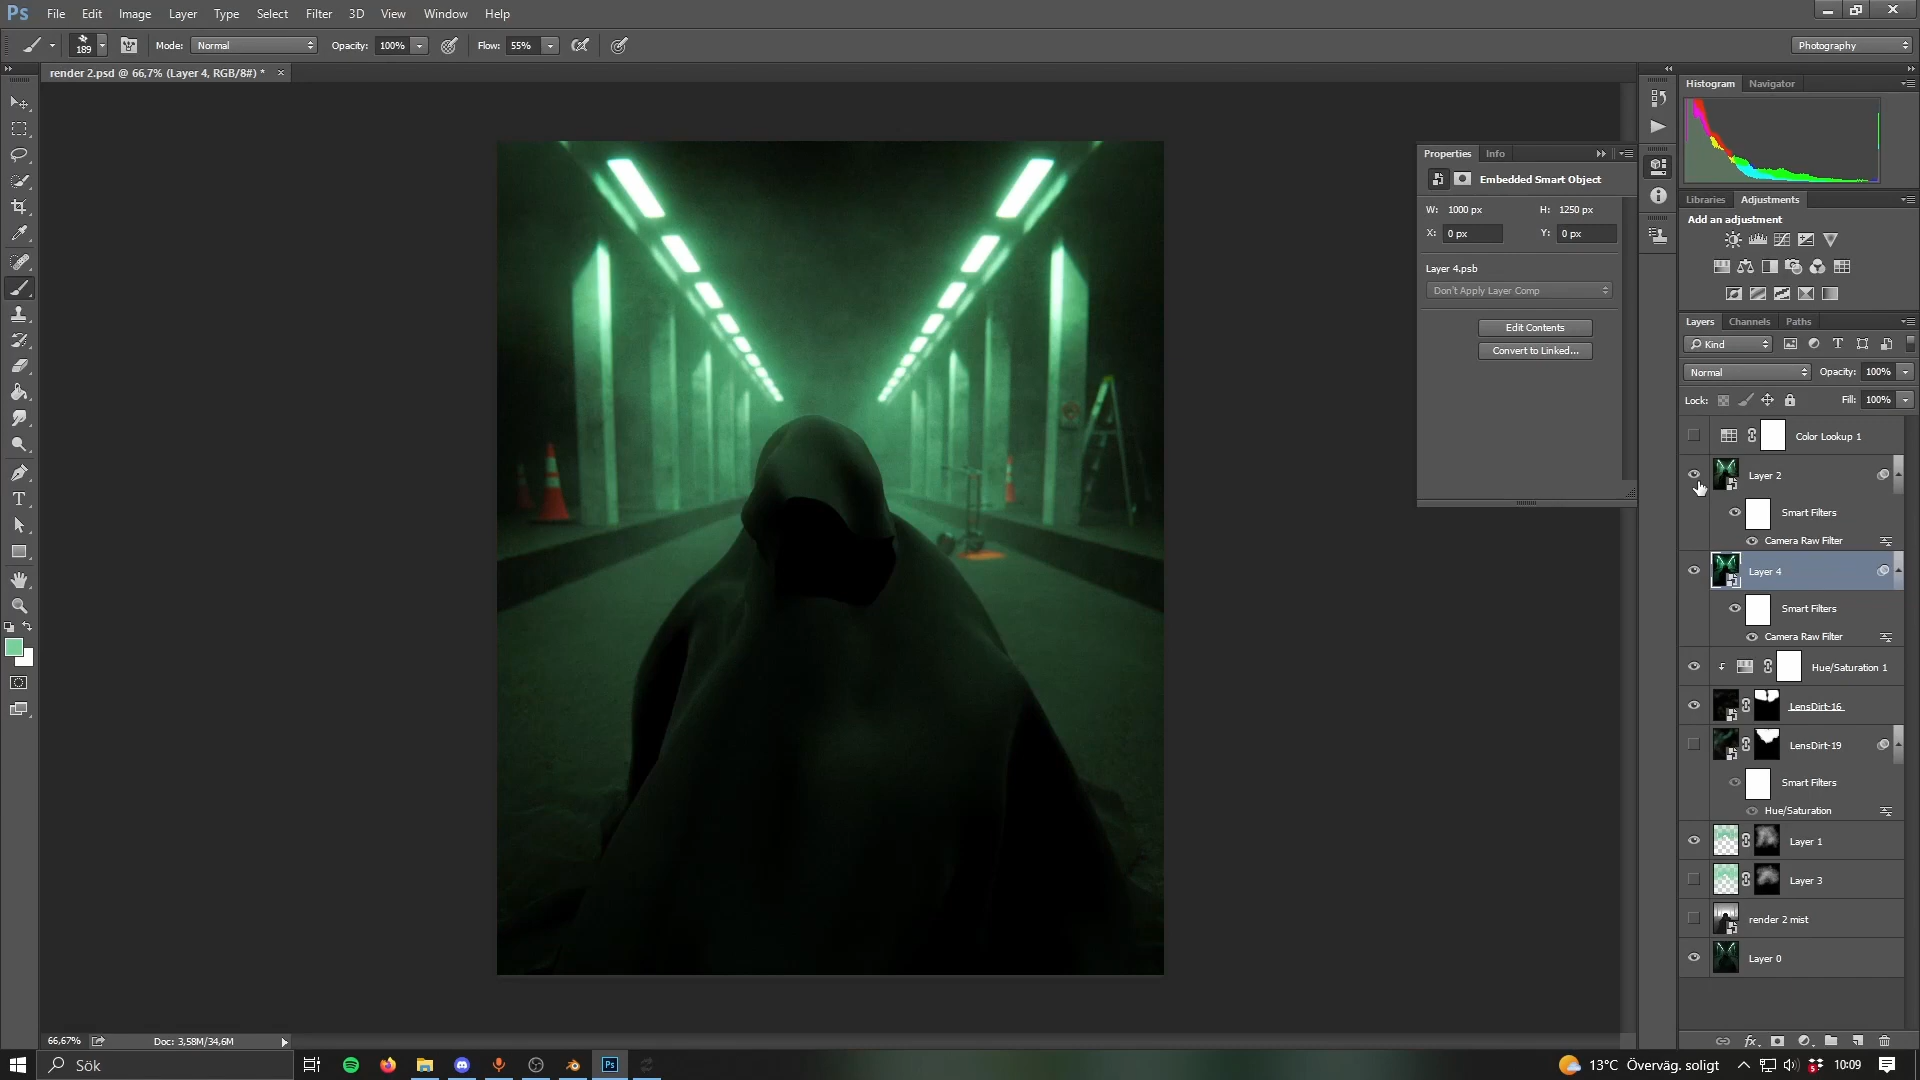 Ps File Edit Image Layer Type Select Filter 3D View Window Help
189 Mode: Normal Opacity: 100% Flow: 55% Photography
render 2.psd @ 66,7% (Layer 4, RGB/8#) * ×
Histogram Navigator
Properties Info
Embedded Smart Object
W: 1000 px H: 1250 px
X: 0 px Y: 0 px
Layer 4.psb
Don't Apply Layer Comp
Edit Contents
Convert to Linked...
Libraries Adjustments
Add an adjustment
Layers Channels Paths
Kind
Normal Opacity: 100%
Lock: Fill: 100%
Color Lookup 1
Layer 2
Smart Filters
Camera Raw Filter
Layer 4
Smart Filters
Camera Raw Filter
Hue/Saturation 1
LensDirt-16
LensDirt-19
Smart Filters
Hue/Saturation
Layer 1
Layer 3
render 2 mist
Layer 0
66,67% Doc: 3,58M/34,6M
Sök
Ps
13°C Överväg. soligt 10:09